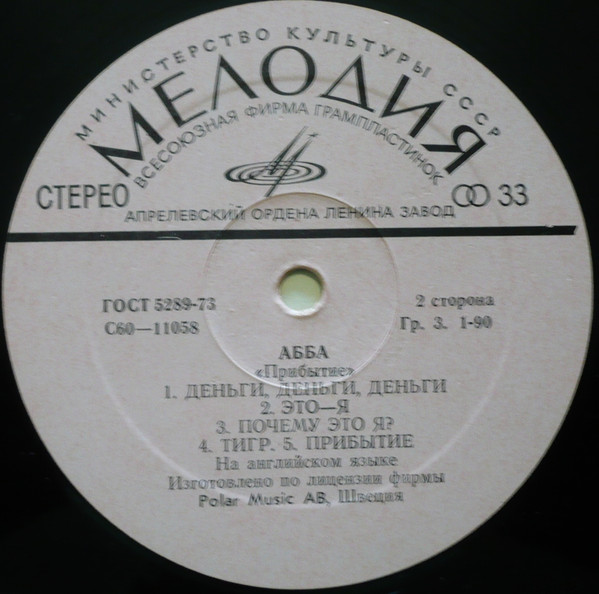 МИНИСТЕРСТВО КУЛЬТУРЫ СССР
МЕЛОДИЯ
ВСЕСОЮЗНАЯ ФИРМА ГРАМПЛАСТИНОК
СТЕРЕО
33
АПРЕЛЕВСКИЙ ОРДЕНА ЛЕНИНА ЗАВОД
ГОСТ 5289-73
2 сторона
С60—11058
Гр. 3. 1-90
АББА
«Прибытие»
1. ДЕНЬГИ, ДЕНЬГИ, ДЕНЬГИ
2. ЭТО—Я
3. ПОЧЕМУ ЭТО Я?
4. ТИГР. 5. ПРИБЫТИЕ
На английском языке
Изготовлено по лицензии фирмы
Polar Music AB, Швеция